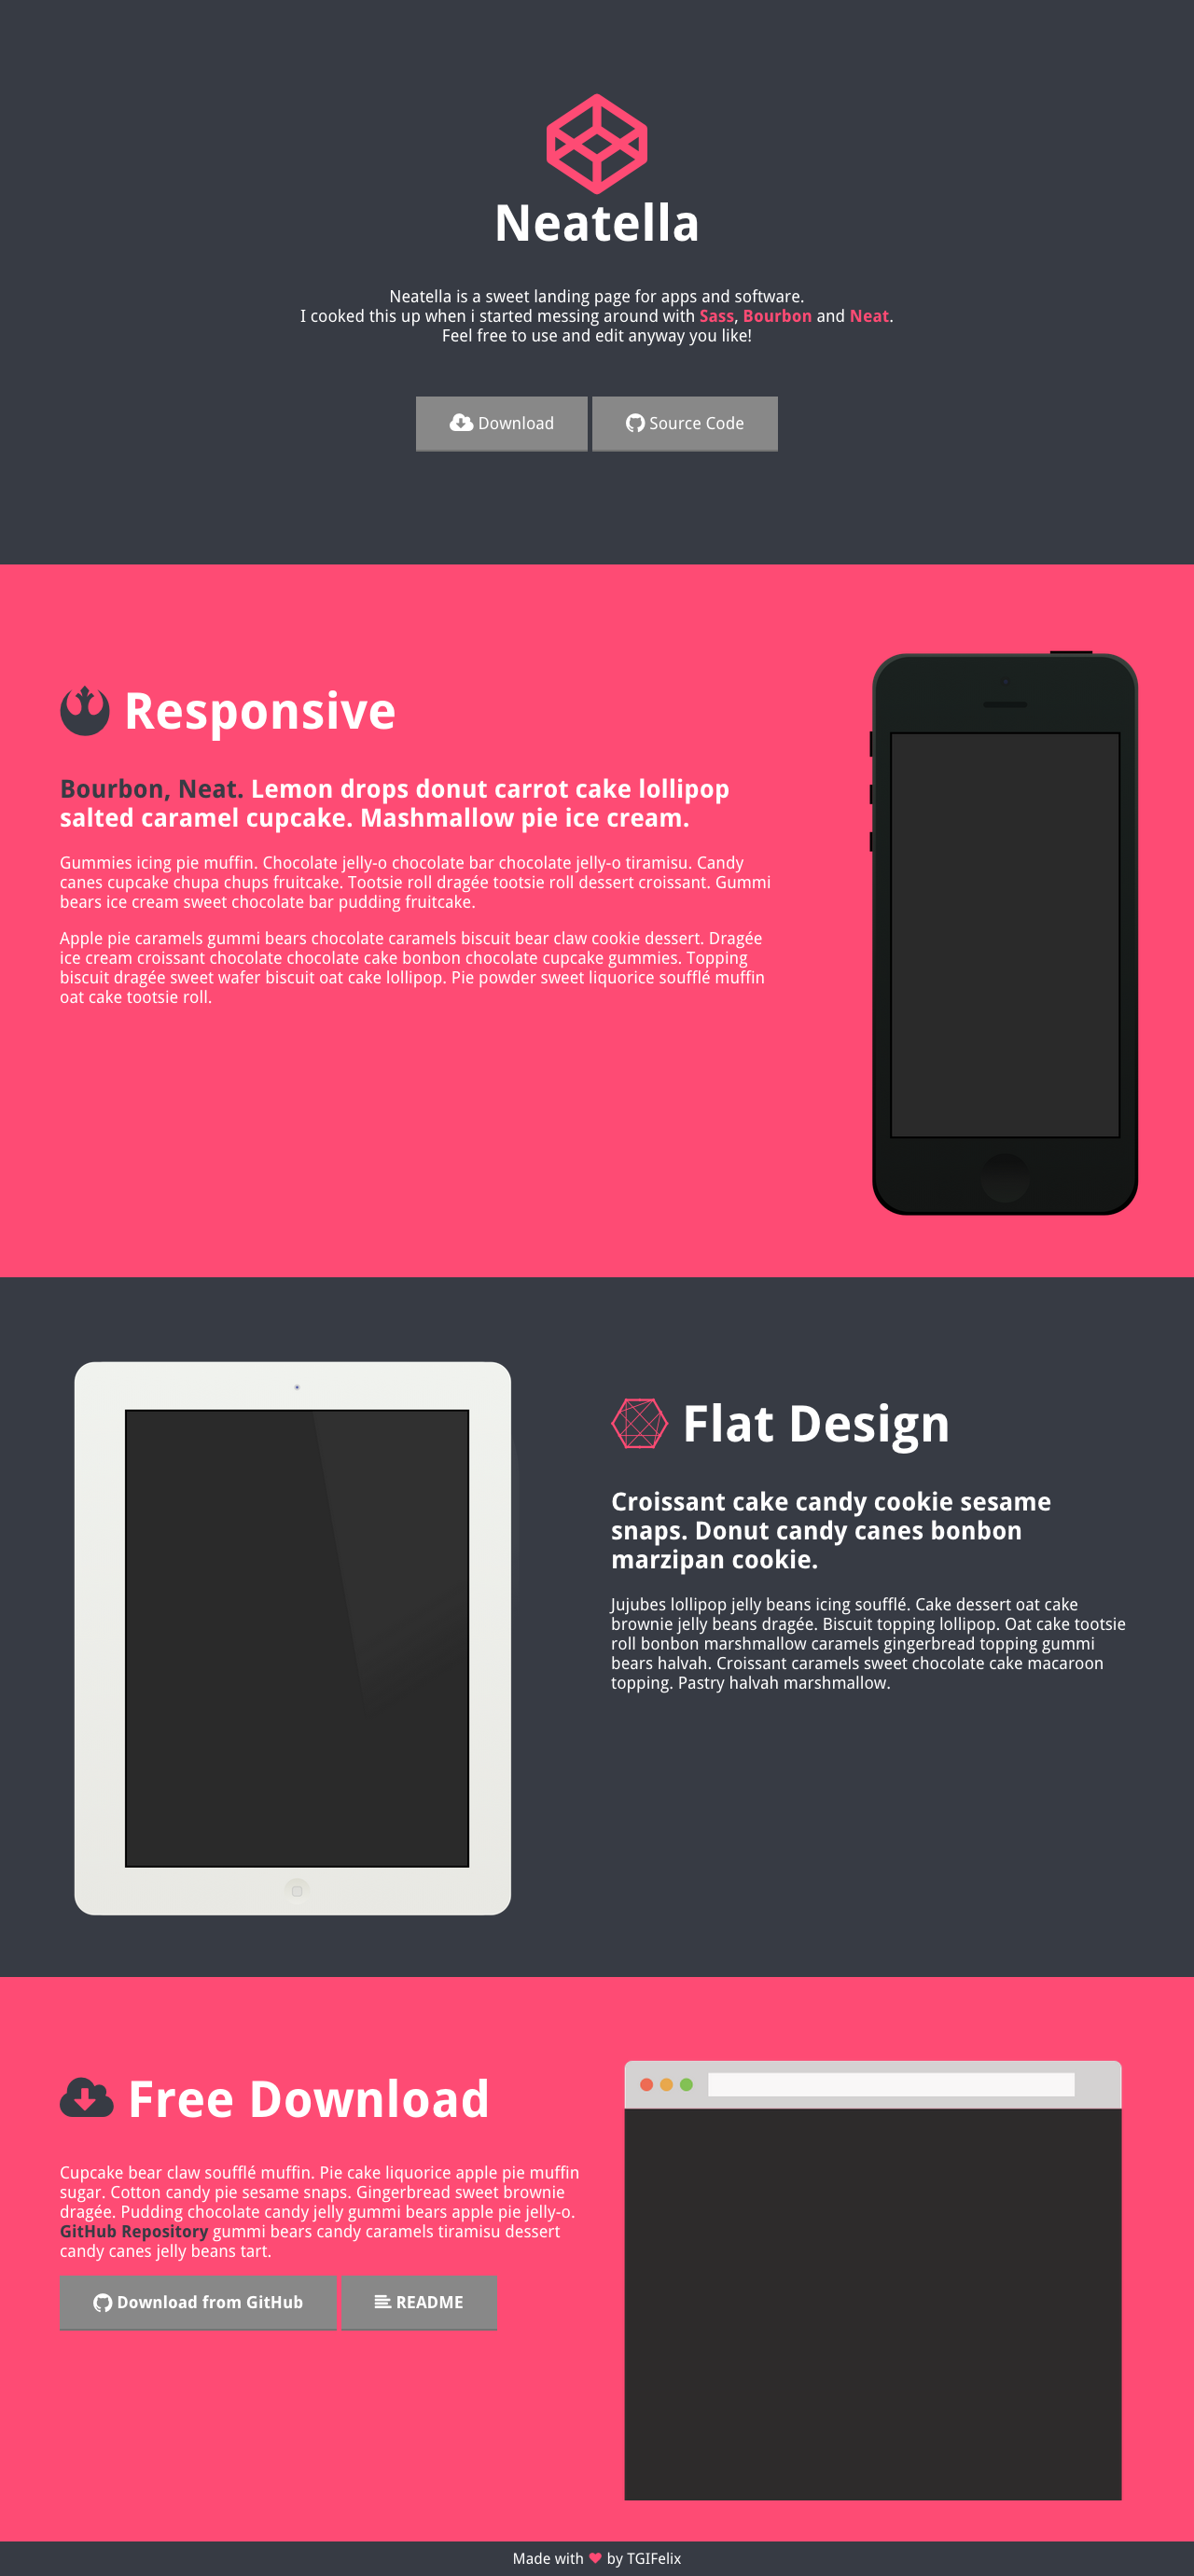 Neatella
Neatella is a sweet landing page for apps and software.
I cooked this up when i started messing around with Sass, Bourbon and Neat.
Feel free to use and edit anyway you like!
Download
Source Code
Responsive
Bourbon, Neat. Lemon drops donut carrot cake lollipop
salted caramel cupcake. Mashmallow pie ice cream.
Gummies icing pie muffin. Chocolate jelly-o chocolate bar chocolate jelly-o tiramisu. Candy
canes cupcake chupa chups fruitcake. Tootsie roll dragée tootsie roll dessert croissant. Gummi
bears ice cream sweet chocolate bar pudding fruitcake.
Apple pie caramels gummi bears chocolate caramels biscuit bear claw cookie dessert. Dragée
ice cream croissant chocolate chocolate cake bonbon chocolate cupcake gummies. Topping
biscuit dragée sweet wafer biscuit oat cake lollipop. Pie powder sweet liquorice soufflé muffin
oat cake tootsie roll.
Flat Design
Croissant cake candy cookie sesame
snaps. Donut candy canes bonbon
marzipan cookie.
Jujubes lollipop jelly beans icing soufflé. Cake dessert oat cake
brownie jelly beans dragée. Biscuit topping lollipop. Oat cake tootsie
roll bonbon marshmallow caramels gingerbread topping gummi
bears halvah. Croissant caramels sweet chocolate cake macaroon
topping. Pastry halvah marshmallow.
Free Download
Cupcake bear claw soufflé muffin. Pie cake liquorice apple pie muffin
sugar. Cotton candy pie sesame snaps. Gingerbread sweet brownie
dragée. Pudding chocolate candy jelly gummi bears apple pie jelly-o.
GitHub Repository gummi bears candy caramels tiramisu dessert
candy canes jelly beans tart.
Download from GitHub
README
Made with ♥ by TGIFelix